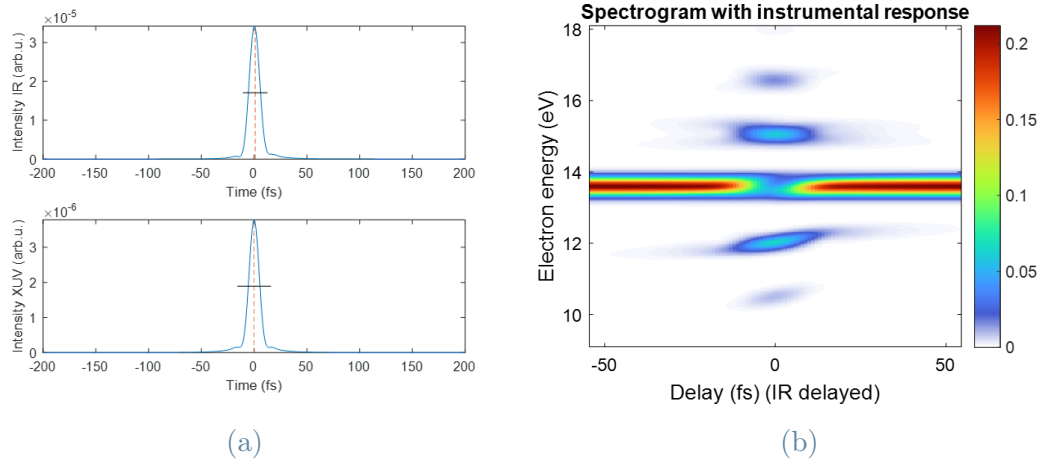 ×10⁻⁵
Intensity IR (arb.u.)
3
2
1
0
-200 -150 -100 -50 0 50 100 150 200
Time (fs)
×10⁻⁶
Intensity XUV (arb.u.)
3
2
1
0
-200 -150 -100 -50 0 50 100 150 200
Time (fs)
(a)
Spectrogram with instrumental response
Electron energy (eV)
18
16
14
12
10
-50 0 50
Delay (fs) (IR delayed)
0.2
0.15
0.1
0.05
0
(b)